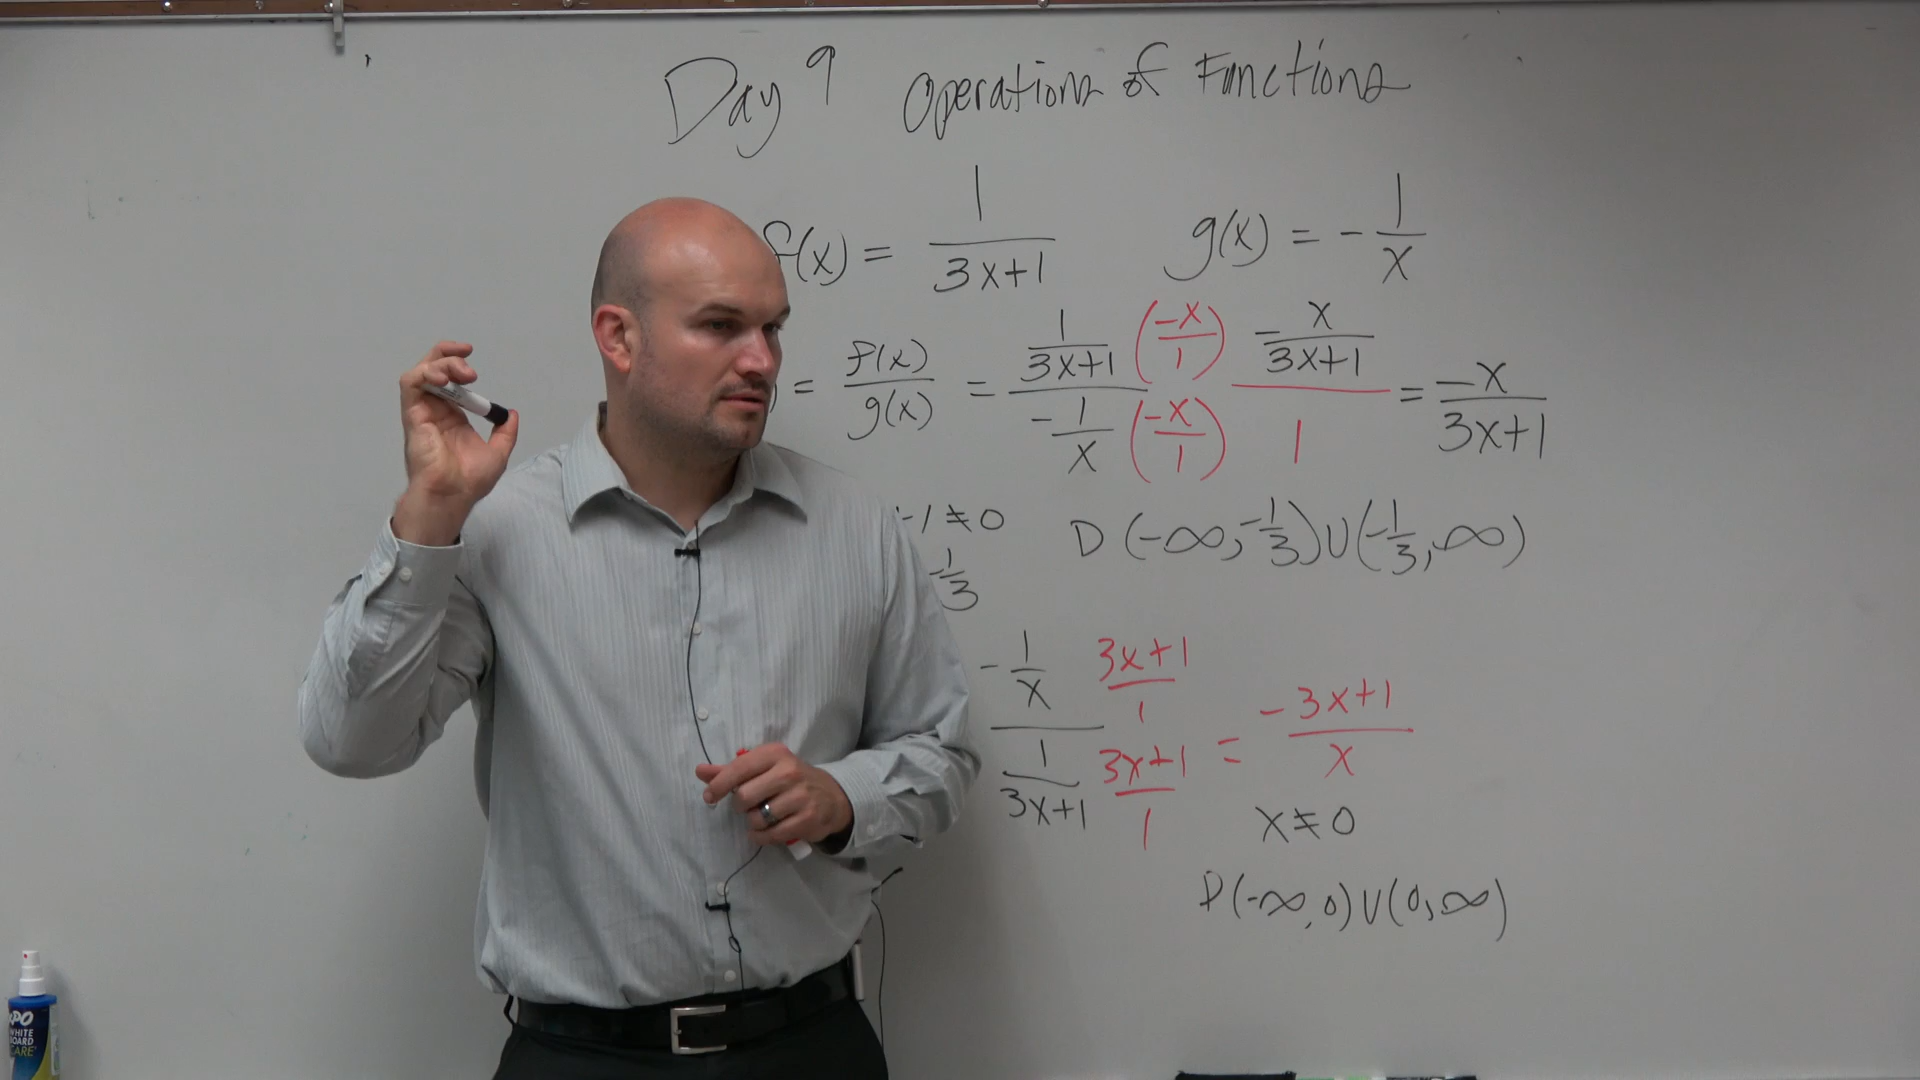 Day 9 Operations of Functions
f(x) = 1/(3x+1) g(x) = - 1/x
) = f(x)/g(x) = (1/(3x+1) (-x/1))/(- 1/x (-x/1)) (- x/(3x+1))/1 = -x/(3x+1)
-1 ≠ 0 D (-∞, -1/3) ∪ (-1/3, ∞)
-1/3
(- 1/x (3x+1)/1)/(1/(3x+1) (3x+1)/1) = - (3x+1)/x
x ≠ 0
D (-∞, 0) ∪ (0, ∞)
XPO
WHITE
BOARD
CARE